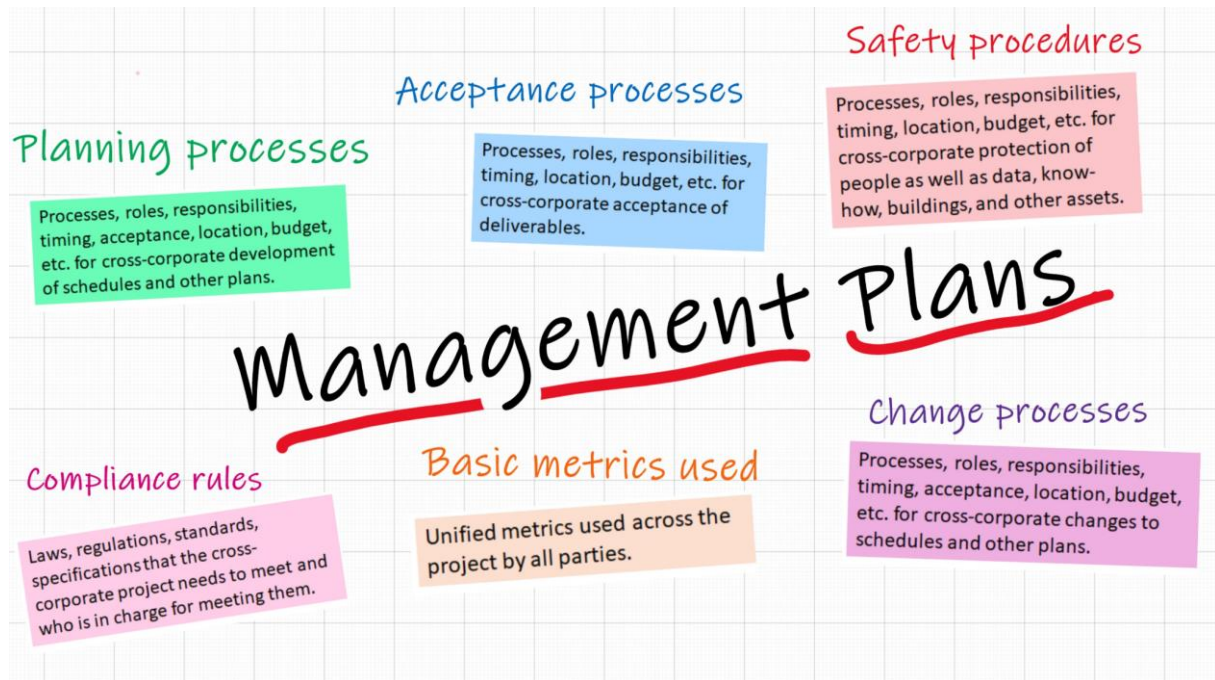 Safety procedures
Processes, roles, responsibilities,
timing, location, budget, etc. for
cross-corporate protection of
people as well as data, know-
how, buildings, and other assets.
Acceptance processes
Processes, roles, responsibilities,
timing, location, budget, etc. for
cross-corporate acceptance of
deliverables.
Planning processes
Processes, roles, responsibilities,
timing, acceptance, location, budget,
etc. for cross-corporate development
of schedules and other plans.
Management Plans
Change processes
Processes, roles, responsibilities,
timing, acceptance, location, budget,
etc. for cross-corporate changes to
schedules and other plans.
Basic metrics used
Unified metrics used across the
project by all parties.
Compliance rules
Laws, regulations, standards,
specifications that the cross-
corporate project needs to meet and
who is in charge for meeting them.